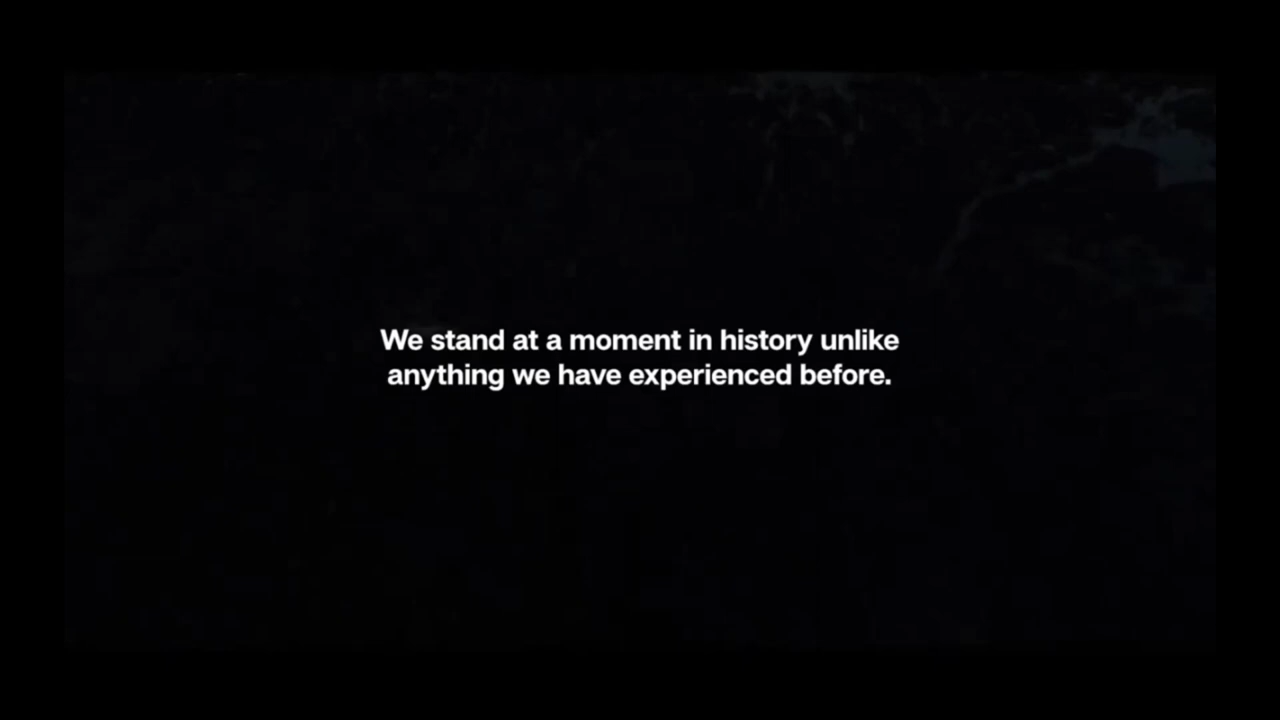 We stand at a moment in history unlike
anything we have experienced before.